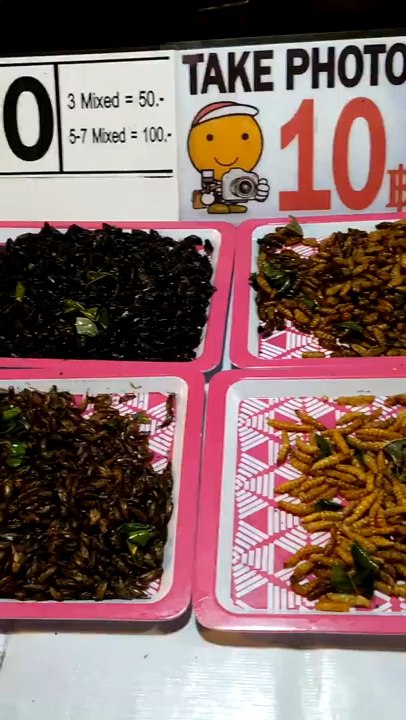 0
3 Mixed = 50.-
5-7 Mixed = 100.-
TAKE PHOTO
10฿